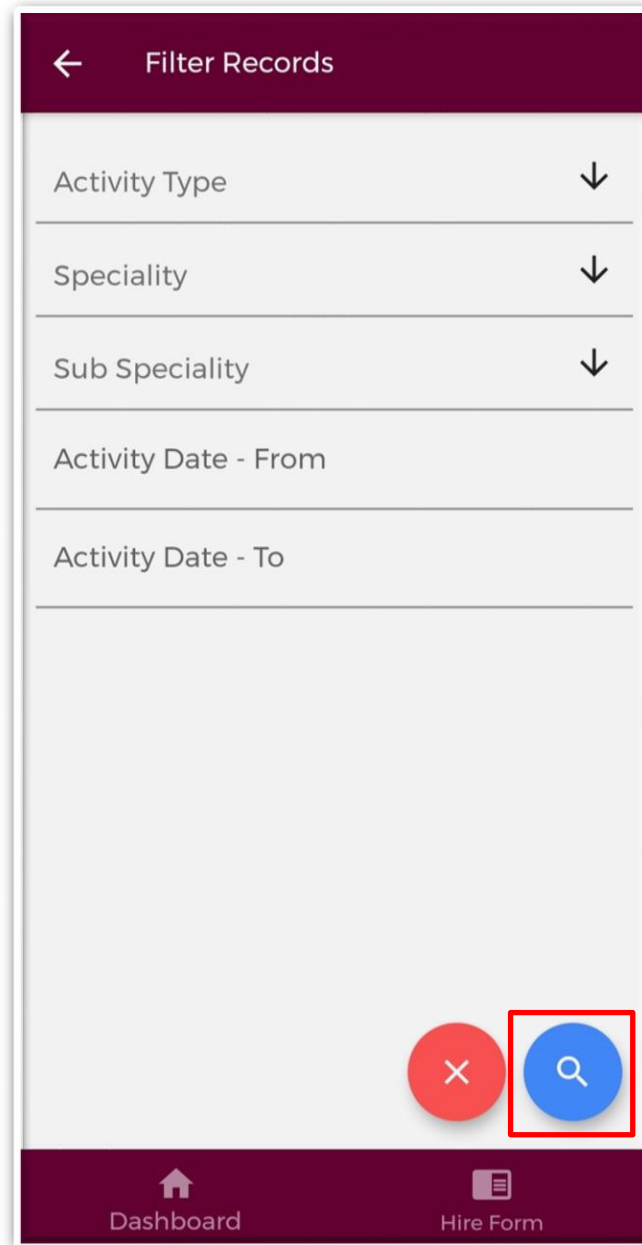 Filter Records
Activity Type
Speciality
Sub Speciality
Activity Date - From
Activity Date - To
Dashboard
Hire Form